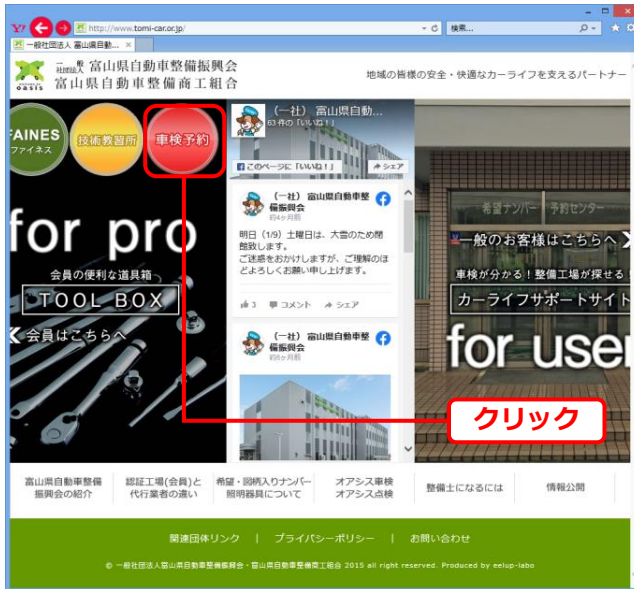 http://www.tomi-car.or.jp/
検索...
一般社団法人 富山県自動...
oasis
一般社団法人 富山県自動車整備振興会
富山県自動車整備商工組合
地域の皆様の安全・快適なカーライフを支えるパートナー
FAINES
ファイネス
技術教習所
車検予約
for pro
会員の便利な道具箱
TOOL BOX
会員はこちらへ
(一社) 富山県自動...
63 件の「いいね！」
このページに「いいね！」
シェア
(一社) 富山県自動車整備振興会
約4ヶ月前
明日（1/9）土曜日は、大雪のため閉
館致します。
ご迷惑をおかけしますが、ご理解のほ
どよろしくお願い申し上げます。
3 コメント シェア
(一社) 富山県自動車整
備振興会
希望ナンバー 予約センター
一般のお客様はこちらへ
車検が分かる！整備工場が探せる！
カーライフサポートサイト
for user
クリック
富山県自動車整備
振興会の紹介
認証工場(会員)と
代行業者の違い
希望・図柄入りナンバー
照明器具について
オアシス車検
オアシス点検
整備士になるには
情報公開
関連団体リンク | プライバシーポリシー | お問い合わせ
© 一般社団法人富山県自動車整備振興会・富山県自動車整備商工組合 2015 all right reserved. Produced by eelup-labo